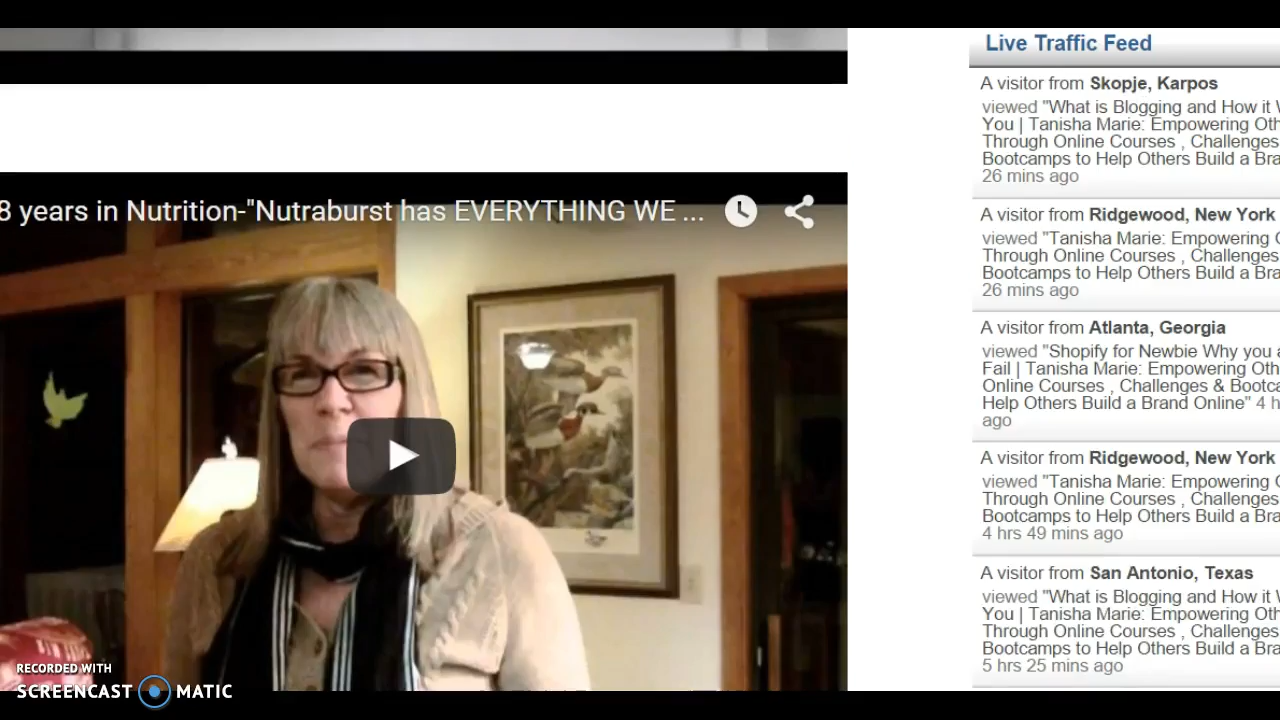 8 years in Nutrition-"Nutraburst has EVERYTHING WE ...
RECORDED WITH
SCREENCAST MATIC
Live Traffic Feed
A visitor from Skopje, Karpos
viewed "What is Blogging and How it
You | Tanisha Marie: Empowering Oth
Through Online Courses , Challenges
Bootcamps to Help Others Build a Bra
26 mins ago
A visitor from Ridgewood, New York
viewed "Tanisha Marie: Empowering
Through Online Courses , Challenges
Bootcamps to Help Others Build a Bra
26 mins ago
A visitor from Atlanta, Georgia
viewed "Shopify for Newbie Why you a
Fail | Tanisha Marie: Empowering Oth
Online Courses , Challenges & Bootca
Help Others Build a Brand Online" 4 h
ago
A visitor from Ridgewood, New York
viewed "Tanisha Marie: Empowering
Through Online Courses , Challenges
Bootcamps to Help Others Build a Bra
4 hrs 49 mins ago
A visitor from San Antonio, Texas
viewed "What is Blogging and How it
You | Tanisha Marie: Empowering Oth
Through Online Courses , Challenges
Bootcamps to Help Others Build a Bra
5 hrs 25 mins ago